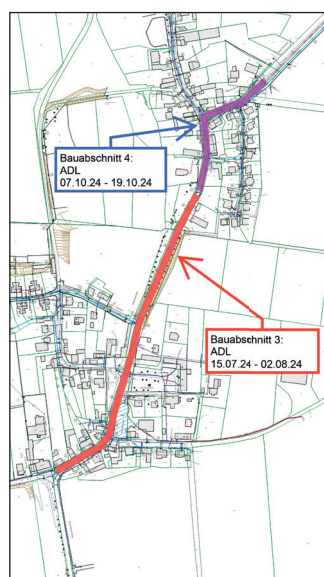 Bauabschnitt 4:
ADL
07.10.24 - 19.10.24
Bauabschnitt 3:
ADL
15.07.24 - 02.08.24